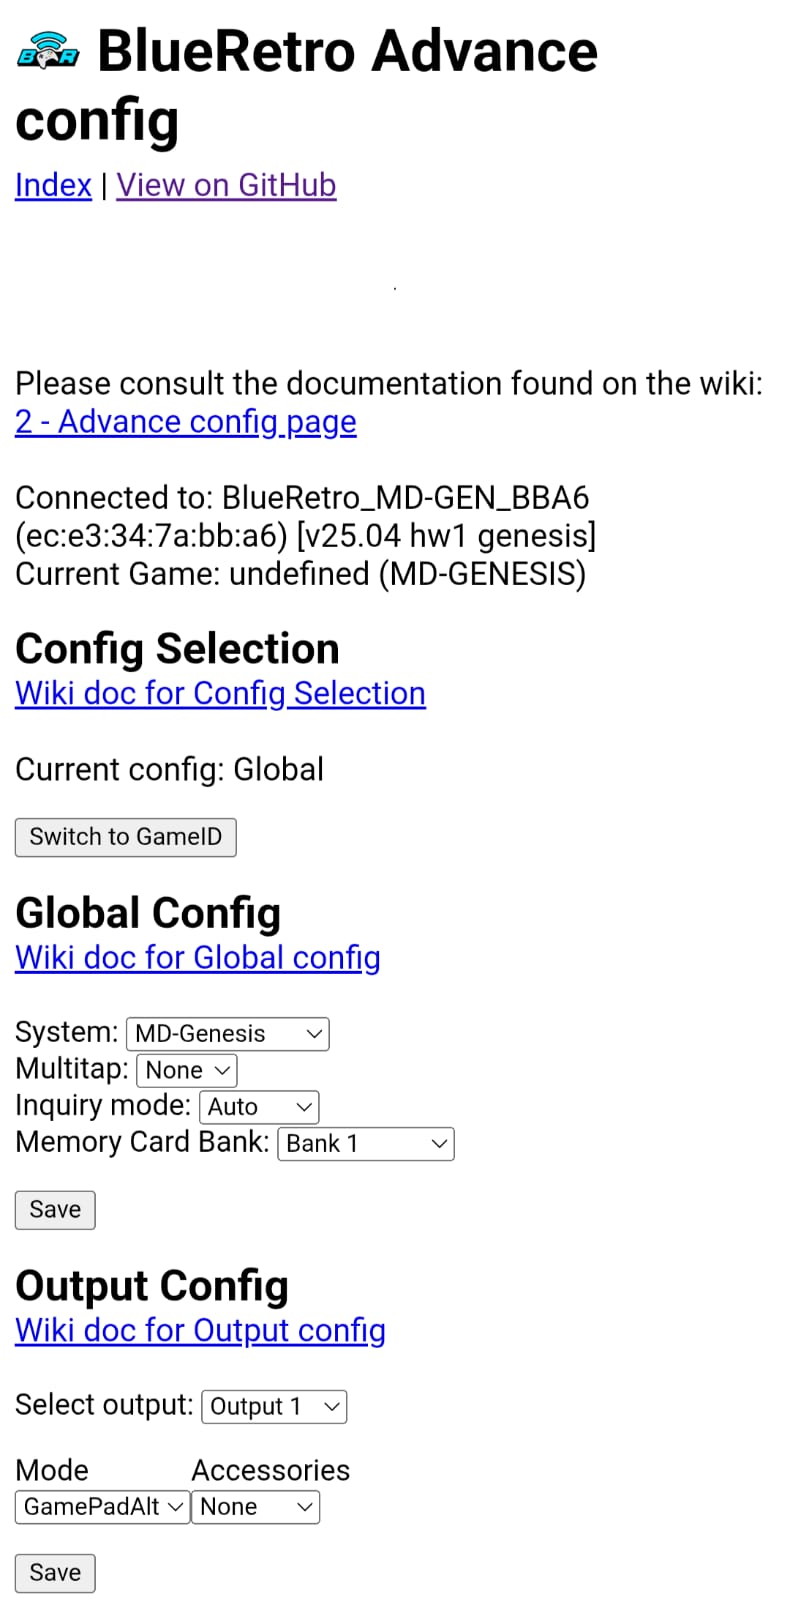 BR BlueRetro Advance
config
Index | View on GitHub
Please consult the documentation found on the wiki:
2 - Advance config page
Connected to: BlueRetro_MD-GEN_BBA6
(ec:e3:34:7a:bb:a6) [v25.04 hw1 genesis]
Current Game: undefined (MD-GENESIS)
Config Selection
Wiki doc for Config Selection
Current config: Global
Switch to GameID
Global Config
Wiki doc for Global config
System: MD-Genesis
Multitap: None
Inquiry mode: Auto
Memory Card Bank: Bank 1
Save
Output Config
Wiki doc for Output config
Select output: Output 1
Mode Accessories
GamePadAlt None
Save